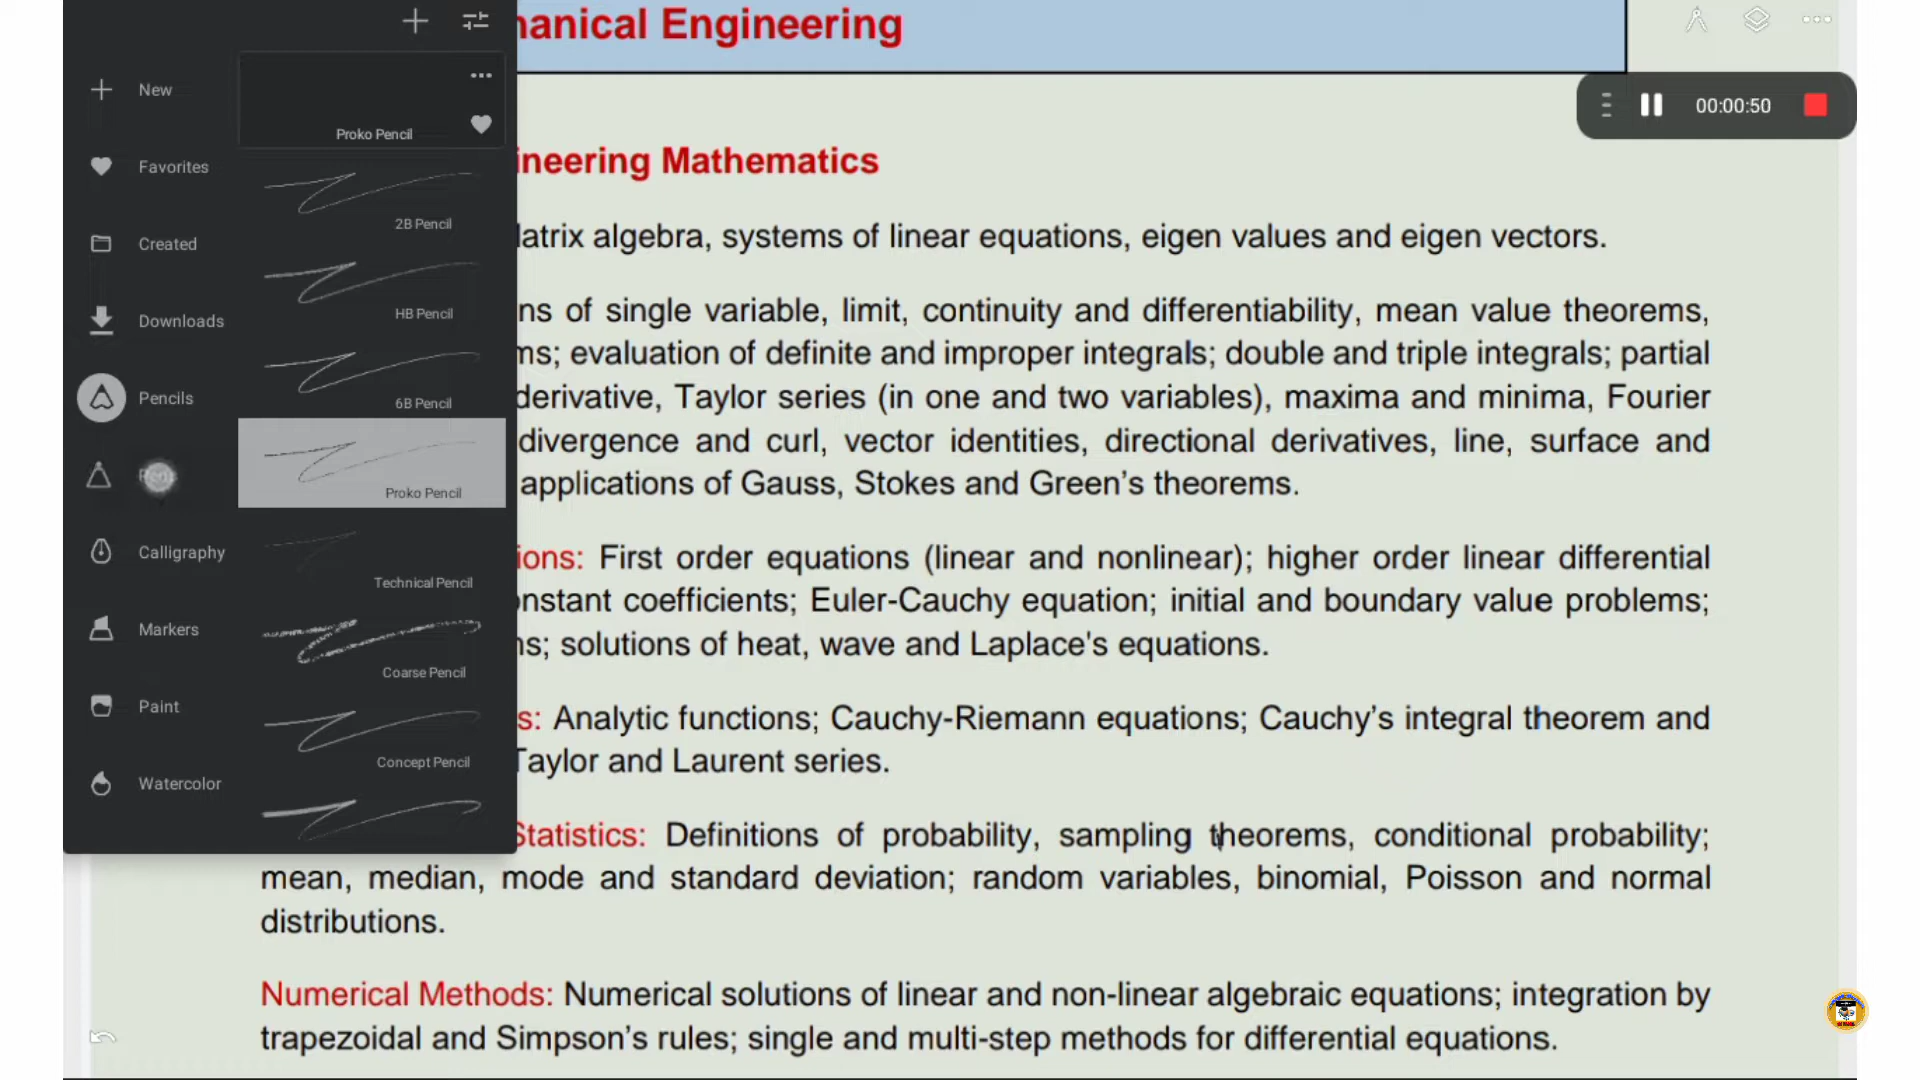 hanical Engineering
00:00:50
New
Favorites
Created
Downloads
Pencils
Calligraphy
Markers
Paint
Watercolor
Proko Pencil
2B Pencil
HB Pencil
6B Pencil
Proko Pencil
Technical Pencil
Coarse Pencil
Concept Pencil
ineering Mathematics
atrix algebra, systems of linear equations, eigen values and eigen vectors.
ns of single variable, limit, continuity and differentiability, mean value theorems,
ms; evaluation of definite and improper integrals; double and triple integrals; partial
derivative, Taylor series (in one and two variables), maxima and minima, Fourier
divergence and curl, vector identities, directional derivatives, line, surface and
applications of Gauss, Stokes and Green’s theorems.
ions: First order equations (linear and nonlinear); higher order linear differential
onstant coefficients; Euler-Cauchy equation; initial and boundary value problems;
ns; solutions of heat, wave and Laplace's equations.
s: Analytic functions; Cauchy-Riemann equations; Cauchy’s integral theorem and
Taylor and Laurent series.
Statistics: Definitions of probability, sampling theorems, conditional probability;
mean, median, mode and standard deviation; random variables, binomial, Poisson and normal
distributions.
Numerical Methods: Numerical solutions of linear and non-linear algebraic equations; integration by
trapezoidal and Simpson’s rules; single and multi-step methods for differential equations.